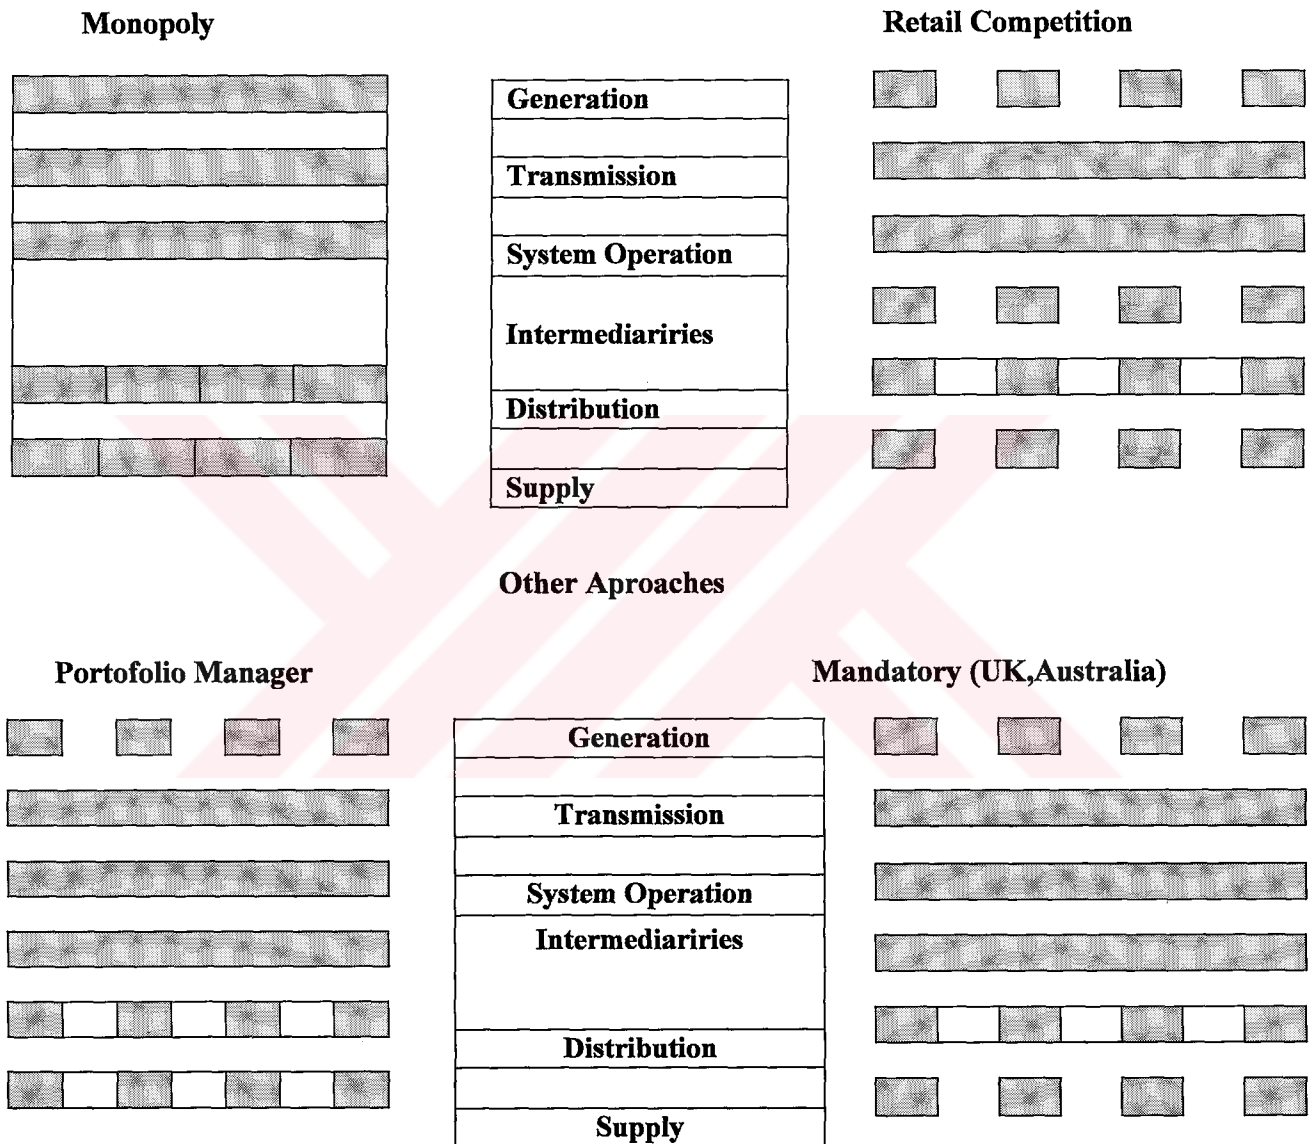 Monopoly
Retail Competition
Generation
Transmission
System Operation
Intermediariries
Distribution
Supply
Other Aproaches
Portofolio Manager
Mandatory (UK,Australia)
Generation
Transmission
System Operation
Intermediariries
Distribution
Supply